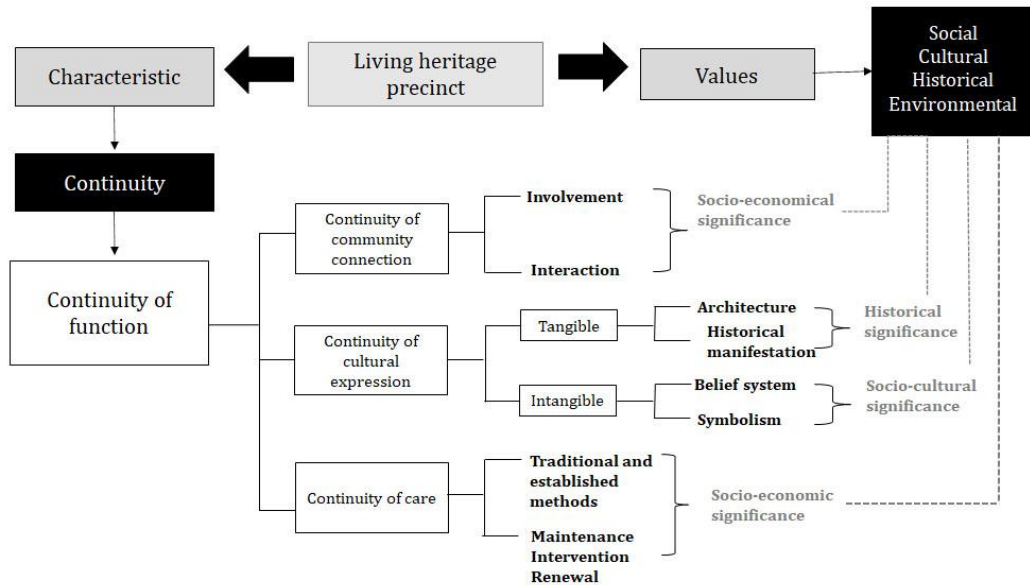 Living heritage
precinct
Characteristic
Values
Social
Cultural
Historical
Environmental
Continuity
Continuity of
function
Continuity of
community
connection
Involvement
Interaction
Socio-economical
significance
Continuity of
cultural
expression
Tangible
Architecture
Historical
manifestation
Historical
significance
Intangible
Belief system
Symbolism
Socio-cultural
significance
Continuity of care
Traditional and
established
methods
Maintenance
Intervention
Renewal
Socio-economic
significance